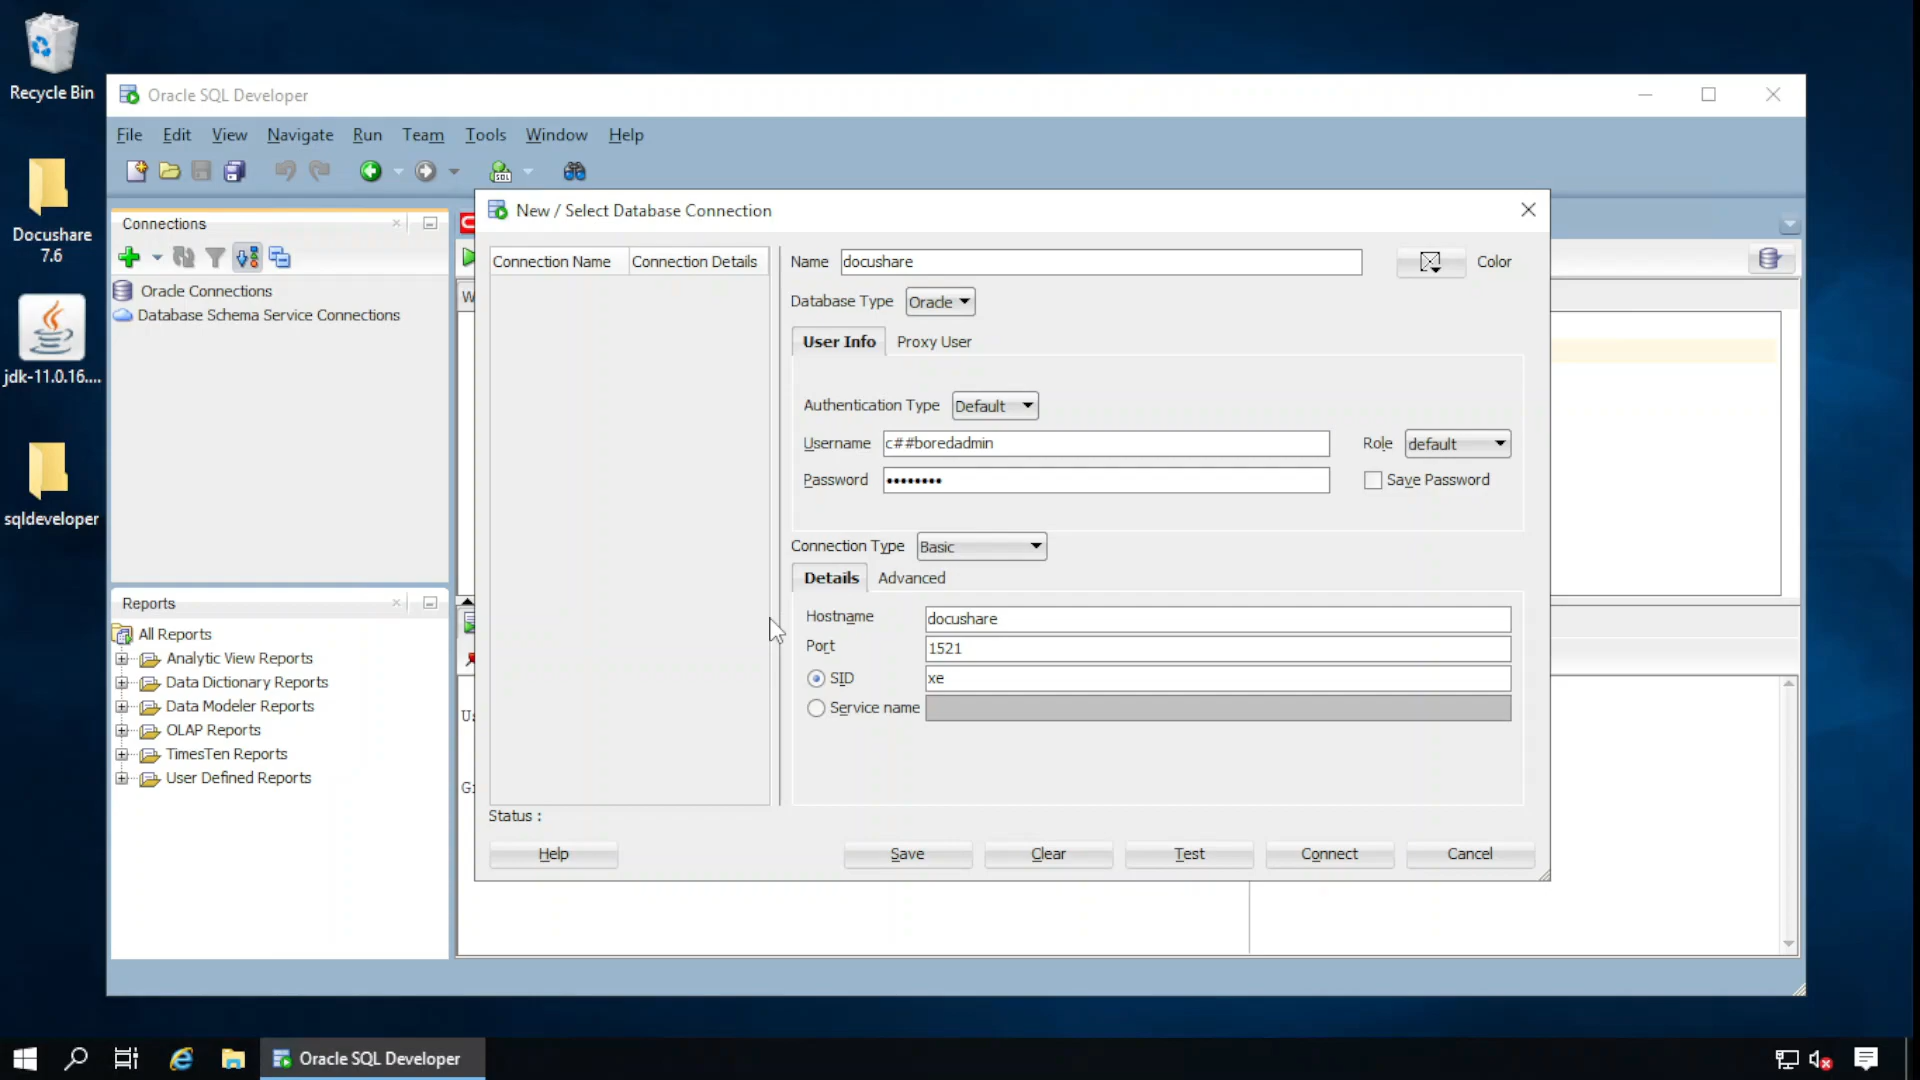 Recycle Bin
Docushare
7.6
jdk-11.0.16....
sqldeveloper
Oracle SQL Developer
File Edit View Navigate Run Team Tools Window Help
Connections
Oracle Connections
Database Schema Service Connections
Reports
All Reports
Analytic View Reports
Data Dictionary Reports
Data Modeler Reports
OLAP Reports
TimesTen Reports
User Defined Reports
New / Select Database Connection
Connection Name Connection Details
Name docushare Color
Database Type Oracle
User Info Proxy User
Authentication Type Default
Username c##boredadmin Role default
Password •••••••• Save Password
Connection Type Basic
Details Advanced
Hostname docushare
Port 1521
SID xe
Service name
Status :
Help Save Clear Test Connect Cancel
Oracle SQL Developer